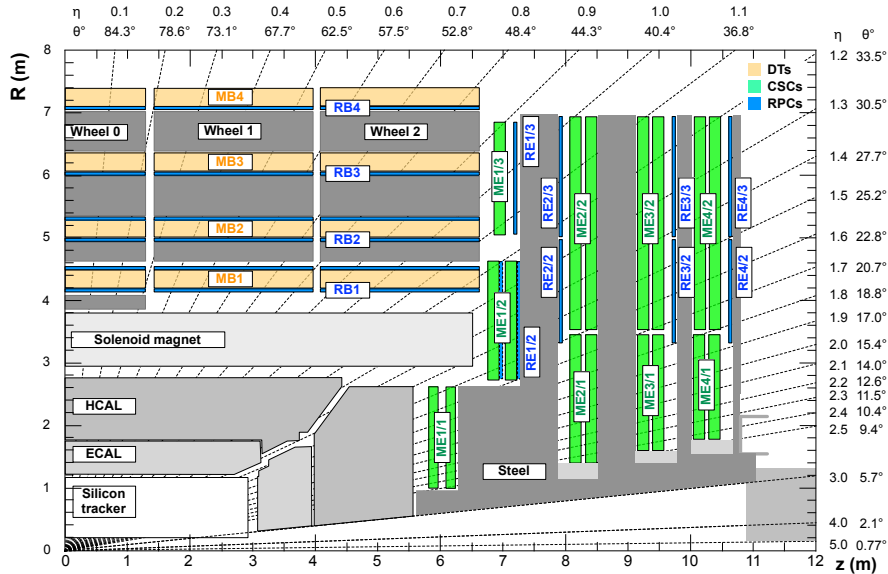 η 0.1 0.2 0.3 0.4 0.5 0.6 0.7 0.8 0.9 1.0 1.1 η θ°
θ° 84.3° 78.6° 73.1° 67.7° 62.5° 57.5° 52.8° 48.4° 44.3° 40.4° 36.8°
R (m)
8
7
6
5
4
3
2
1
0
1.2 33.5°
1.3 30.5°
1.4 27.7°
1.5 25.2°
1.6 22.8°
1.7 20.7°
1.8 18.8°
1.9 17.0°
2.0 15.4°
2.1 14.0°
2.2 12.6°
2.3 11.5°
2.4 10.4°
2.5 9.4°
3.0 5.7°
4.0 2.1°
5.0 0.77°
DTs
CSCs
RPCs
MB4
RB4
Wheel 0
Wheel 1
Wheel 2
MB3
RB3
MB2
RB2
MB1
RB1
Solenoid magnet
HCAL
ECAL
Silicon
tracker
Steel
ME1/3
RE1/3
ME1/2
RE1/2
ME1/1
RE2/3
RE2/2
ME2/2
ME2/1
ME3/2
ME3/1
RE3/3
RE3/2
ME4/2
ME4/1
RE4/3
RE4/2
0 1 2 3 4 5 6 7 8 9 10 11 12
z (m)